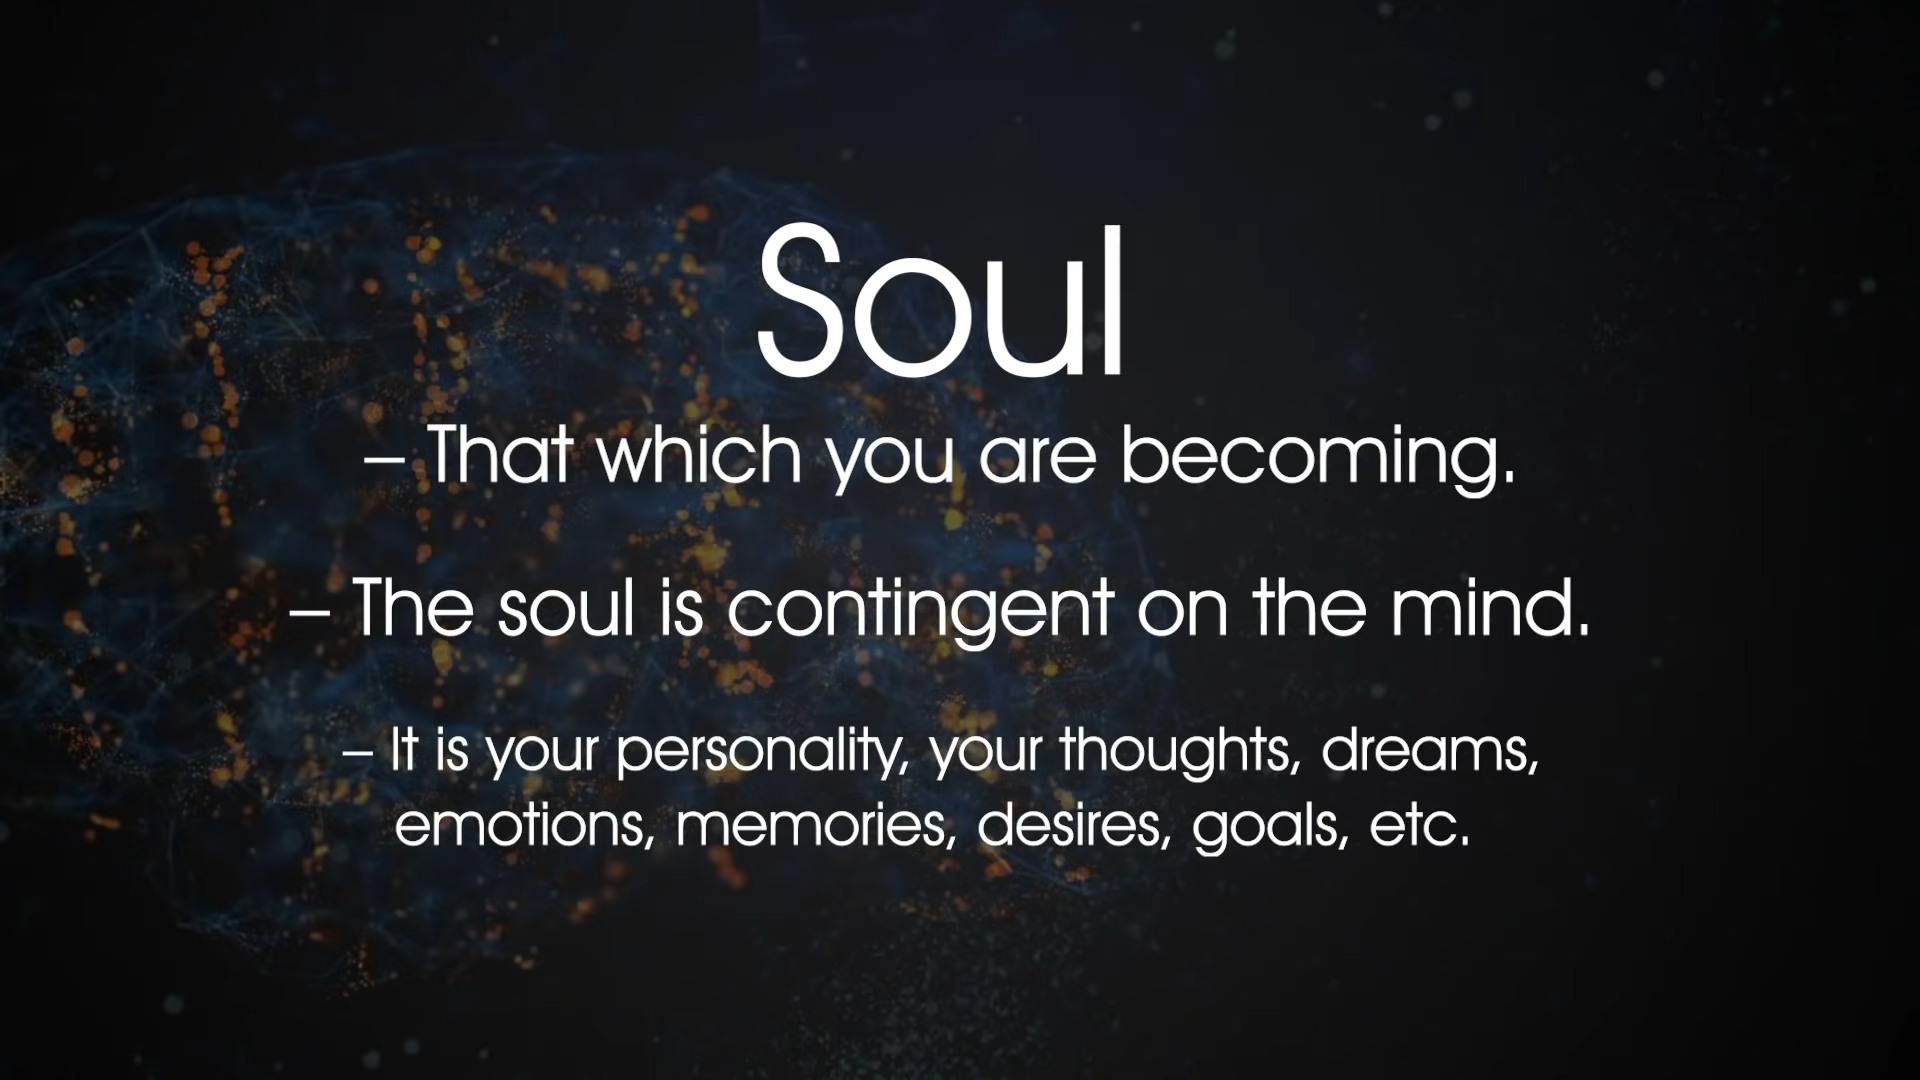 Soul
– That which you are becoming.
– The soul is contingent on the mind.
– It is your personality, your thoughts, dreams,
emotions, memories, desires, goals, etc.